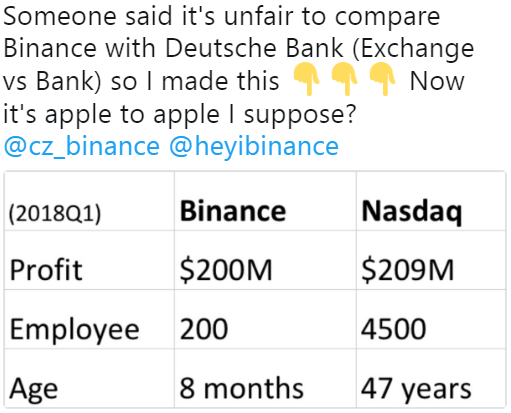 Someone said it's unfair to compare
Binance with Deutsche Bank (Exchange
vs Bank) so I made this 👇👇👇 Now
it's apple to apple I suppose?
@cz_binance @heyibinance
(2018Q1) Binance Nasdaq
Profit $200M $209M
Employee 200 4500
Age 8 months 47 years